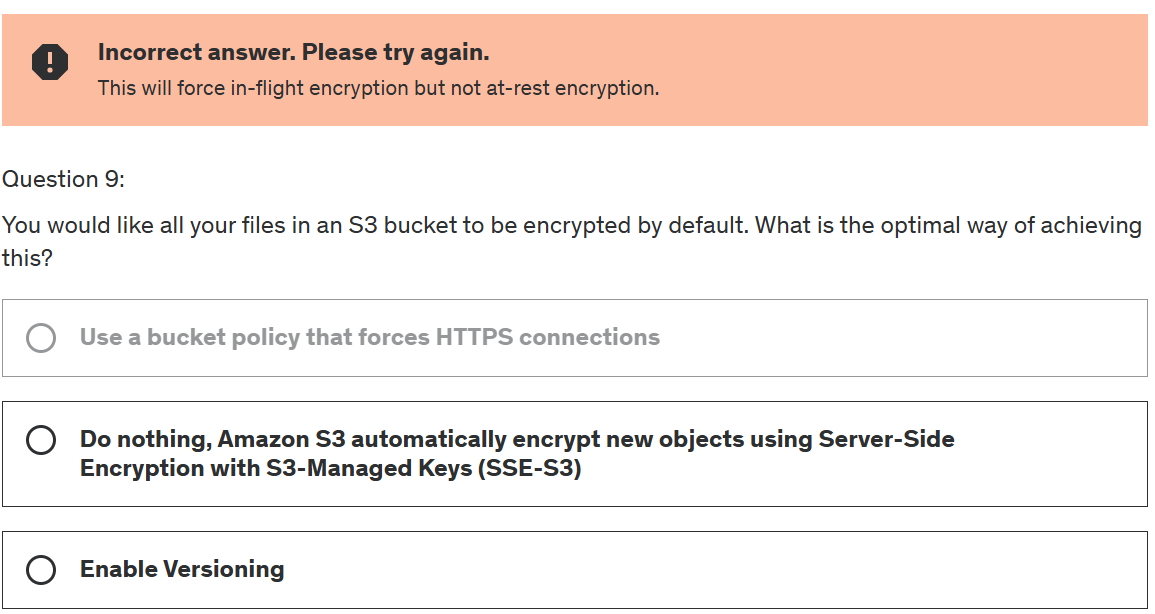 Incorrect answer. Please try again.
This will force in-flight encryption but not at-rest encryption.
Question 9:
You would like all your files in an S3 bucket to be encrypted by default. What is the optimal way of achieving
this?
Use a bucket policy that forces HTTPS connections
Do nothing, Amazon S3 automatically encrypt new objects using Server-Side
Encryption with S3-Managed Keys (SSE-S3)
Enable Versioning